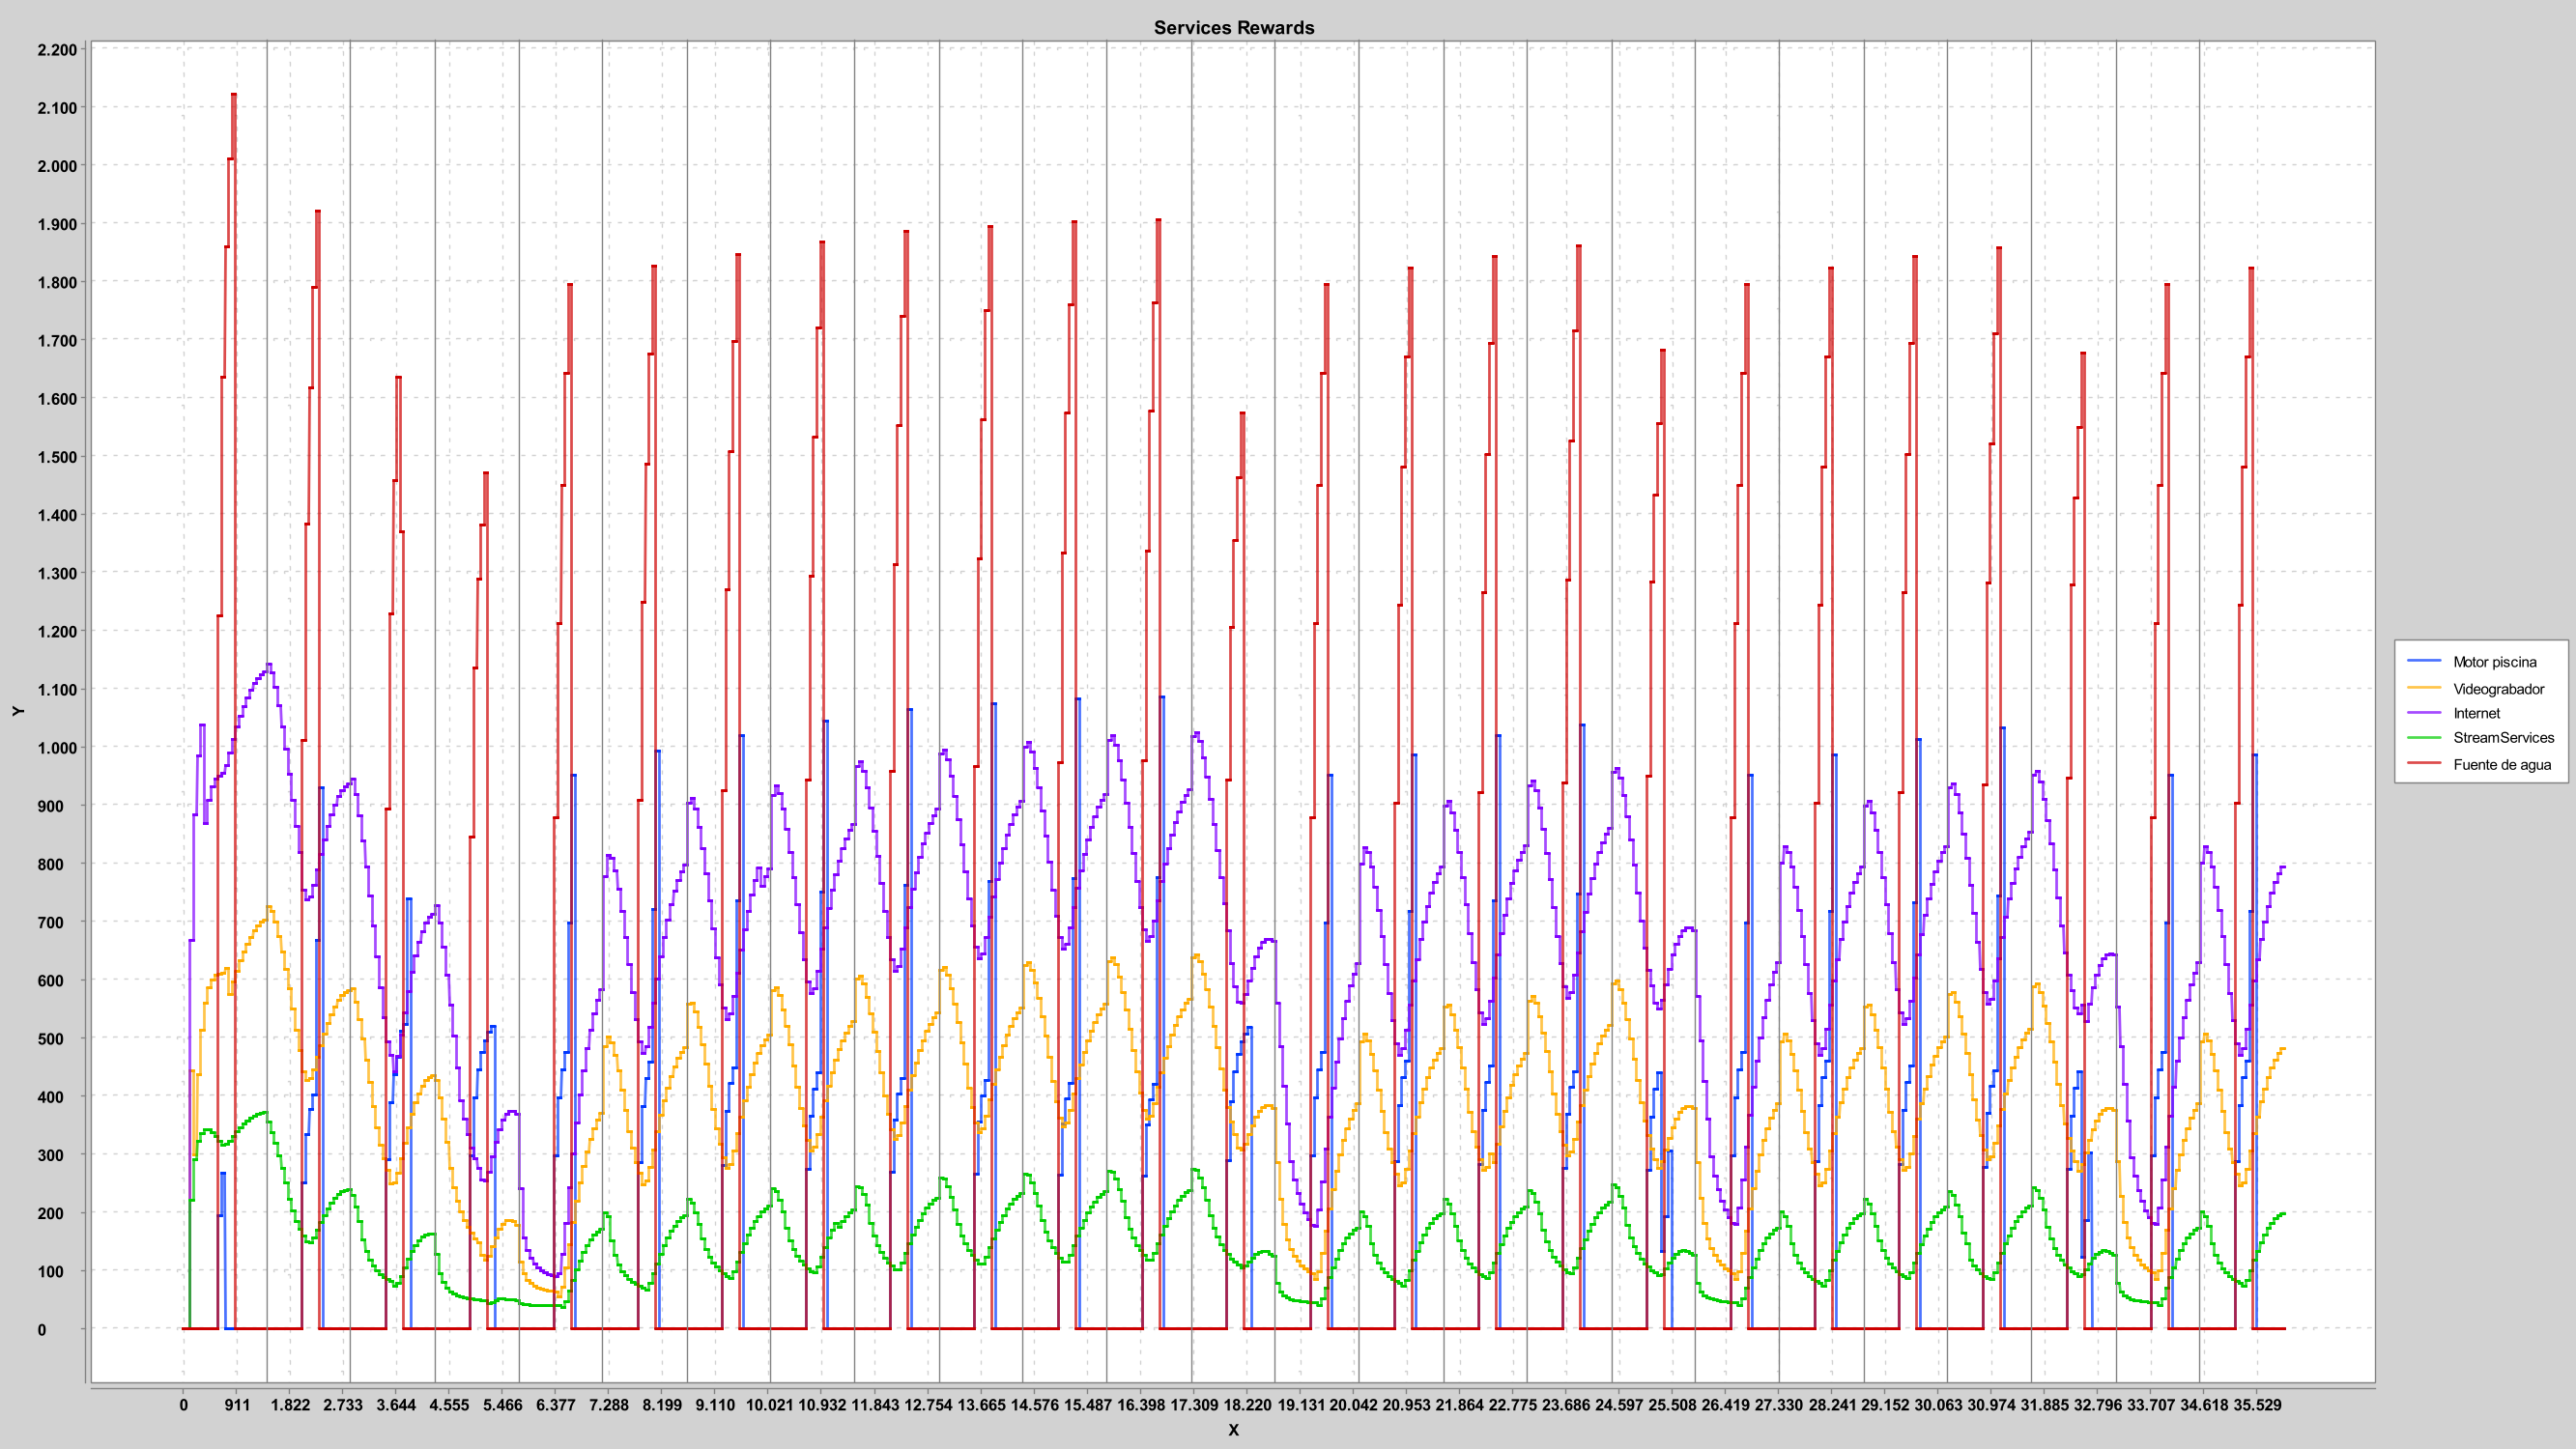 Services Rewards
2.200
2.100
2.000
1.900
1.800
1.700
1.600
1.500
1.400
1.300
1.200
1.100
1.000
900
800
700
600
500
400
300
200
100
0
Y
0 911 1.822 2.733 3.644 4.555 5.466 6.377 7.288 8.199 9.110 10.021 10.932 11.843 12.754 13.665 14.576 15.487 16.398 17.309 18.220 19.131 20.042 20.953 21.864 22.775 23.686 24.597 25.508 26.419 27.330 28.241 29.152 30.063 30.974 31.885 32.796 33.707 34.618 35.529
X
Motor piscina
Videograbador
Internet
StreamServices
Fuente de agua